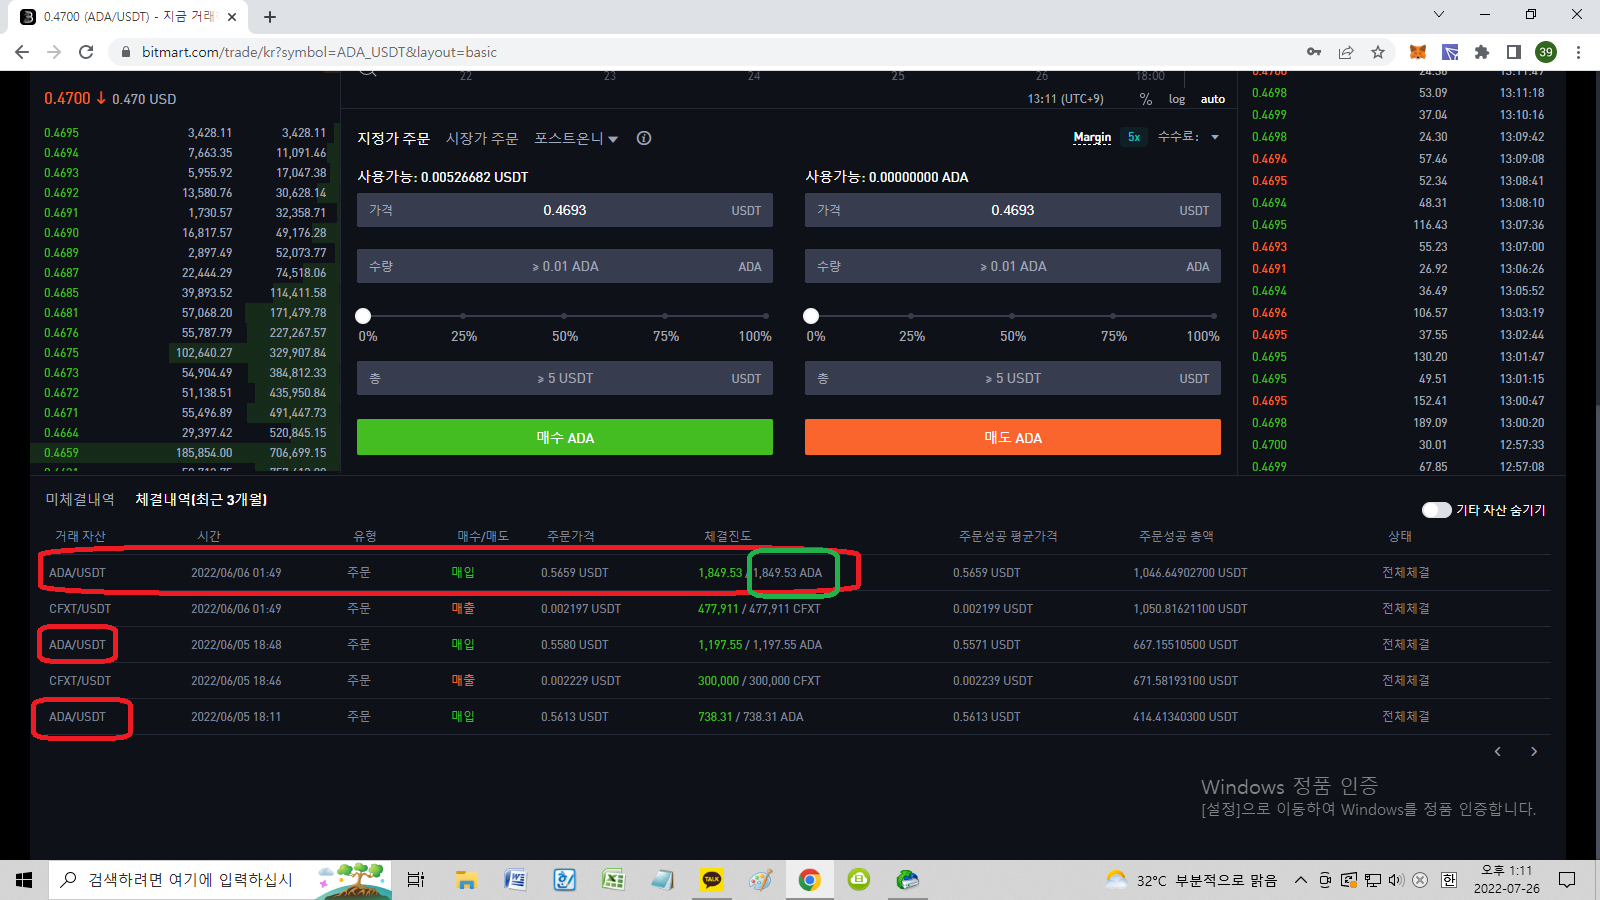 0.4700 (ADA/USDT) - 지금 거래
bitmart.com/trade/kr?symbol=ADA_USDT&layout=basic
39
22 23 24 25 26 18:00
13:11 (UTC+9) % log auto
0.4700 ↓ 0.470 USD
0.4695 3,428.11 3,428.11
0.4694 7,663.35 11,091.46
0.4693 5,955.92 17,047.38
0.4692 13,580.76 30,628.14
0.4691 1,730.57 32,358.71
0.4690 16,817.57 49,176.28
0.4689 2,897.49 52,073.77
0.4687 22,444.29 74,518.06
0.4685 39,893.52 114,411.58
0.4681 57,068.20 171,479.78
0.4676 55,787.79 227,267.57
0.4675 102,640.27 329,907.84
0.4673 54,904.49 384,812.33
0.4672 51,138.51 435,950.84
0.4671 55,496.89 491,447.73
0.4664 29,397.42 520,845.15
0.4659 185,854.00 706,699.15
지정가 주문 시장가 주문 포스트온니
Margin 5x 수수료:
사용가능: 0.00526682 USDT
가격 0.4693 USDT
수량 ≥ 0.01 ADA ADA
0% 25% 50% 75% 100%
총 ≥ 5 USDT USDT
매수 ADA
사용가능: 0.00000000 ADA
가격 0.4693 USDT
수량 ≥ 0.01 ADA ADA
0% 25% 50% 75% 100%
총 ≥ 5 USDT USDT
매도 ADA
0.4700 24.38 13:11:47
0.4698 53.09 13:11:18
0.4699 37.04 13:10:16
0.4698 24.30 13:09:42
0.4696 57.46 13:09:08
0.4695 52.34 13:08:41
0.4694 48.31 13:08:10
0.4695 116.43 13:07:36
0.4693 55.23 13:07:00
0.4691 26.92 13:06:26
0.4694 36.49 13:05:52
0.4696 106.57 13:03:19
0.4695 37.55 13:02:44
0.4695 130.20 13:01:47
0.4695 49.51 13:01:15
0.4695 152.41 13:00:47
0.4698 189.09 13:00:20
0.4700 30.01 12:57:33
0.4699 67.85 12:57:08
미체결내역 체결내역(최근 3개월)
기타 자산 숨기기
거래 자산 시간 유형 매수/매도 주문가격 체결진도 주문성공 평균가격 주문성공 총액 상태
ADA/USDT 2022/06/06 01:49 주문 매입 0.5659 USDT 1,849.53 / 1,849.53 ADA 0.5659 USDT 1,046.64902700 USDT 전체체결
CFXT/USDT 2022/06/06 01:49 주문 매출 0.002197 USDT 477,911 / 477,911 CFXT 0.002199 USDT 1,050.81621100 USDT 전체체결
ADA/USDT 2022/06/05 18:48 주문 매입 0.5580 USDT 1,197.55 / 1,197.55 ADA 0.5571 USDT 667.15510500 USDT 전체체결
CFXT/USDT 2022/06/05 18:46 주문 매출 0.002229 USDT 300,000 / 300,000 CFXT 0.002239 USDT 671.58193100 USDT 전체체결
ADA/USDT 2022/06/05 18:11 주문 매입 0.5613 USDT 738.31 / 738.31 ADA 0.5613 USDT 414.41340300 USDT 전체체결
Windows 정품 인증
[설정]으로 이동하여 Windows를 정품 인증합니다.
검색하려면 여기에 입력하십시
TALK
32°C 부분적으로 맑음
한
오후 1:11
2022-07-26